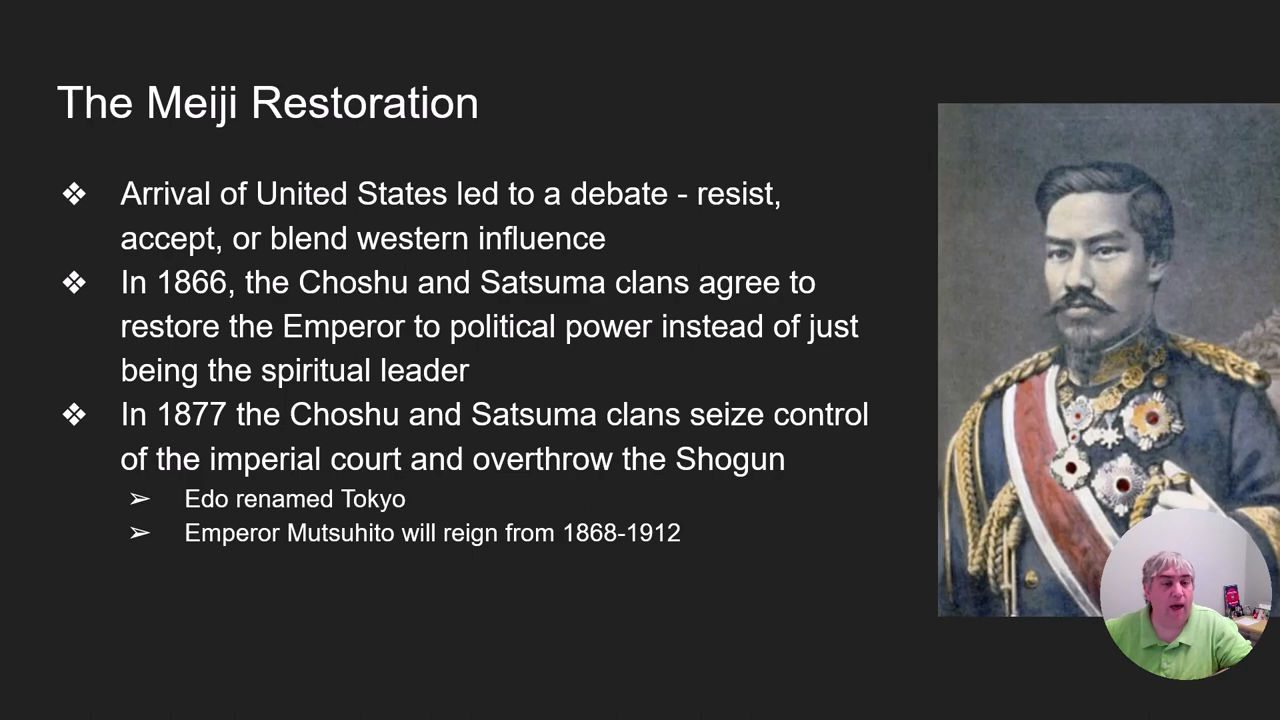 The Meiji Restoration
❖ Arrival of United States led to a debate - resist,
accept, or blend western influence
❖ In 1866, the Choshu and Satsuma clans agree to
restore the Emperor to political power instead of just
being the spiritual leader
❖ In 1877 the Choshu and Satsuma clans seize control
of the imperial court and overthrow the Shogun
➢ Edo renamed Tokyo
➢ Emperor Mutsuhito will reign from 1868-1912